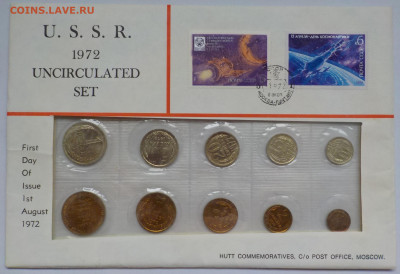 COINS.LAVE.RU
U. S. S. R.
1972
UNCIRCULATED
SET
First
Day
Of
Issue
1st
August
1972
HUTT COMMEMORATIVES, C/o POST OFFICE, MOSCOW.